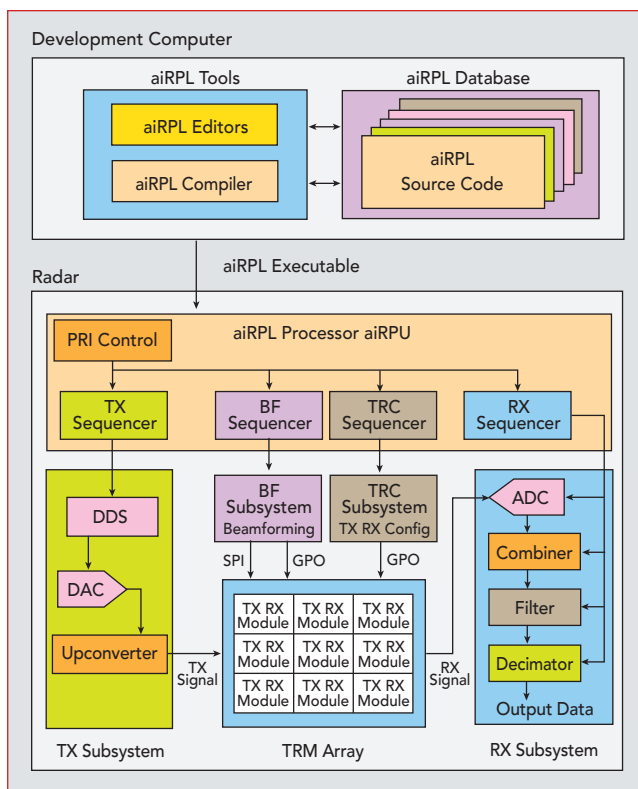 Development Computer
aiRPL Tools
aiRPL Database
aiRPL Editors
aiRPL Compiler
aiRPL
Source Code
aiRPL Executable
Radar
aiRPL Processor aiRPU
PRI Control
TX
Sequencer
BF
Sequencer
TRC
Sequencer
RX
Sequencer
DDS
DAC
Upconverter
BF
Subsystem
Beamforming
TRC
Subsystem
TX RX Config
SPI
GPO
GPO
ADC
Combiner
Filter
Decimator
Output Data
TX
Signal
TX RX
Module
TX RX
Module
TX RX
Module
TX RX
Module
TX RX
Module
TX RX
Module
TX RX
Module
TX RX
Module
TX RX
Module
RX
Signal
TX Subsystem
TRM Array
RX Subsystem